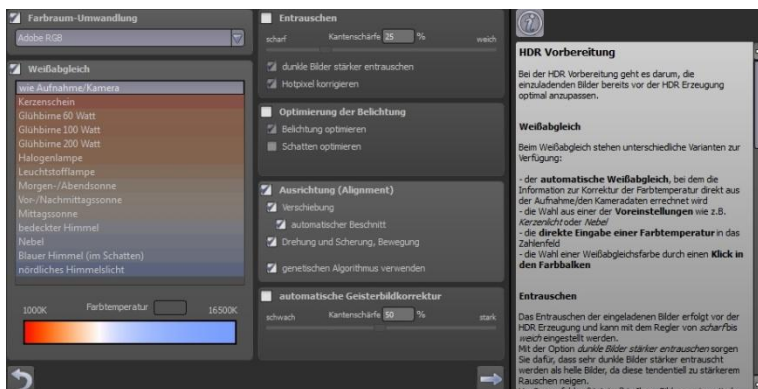 Farbraum-Umwandlung
Adobe RGB
Weißabgleich
wie Aufnahme/Kamera
Kerzenschein
Glühbirne 60 Watt
Glühbirne 100 Watt
Glühbirne 200 Watt
Halogenlampe
Leuchtstofflampe
Morgen-/Abendsonne
Vor-/Nachmittagssonne
Mittagssonne
bedeckter Himmel
Nebel
Blauer Himmel (im Schatten)
nördliches Himmelslicht
1000K Farbtemperatur 16500K
Entrauschen
scharf Kantenschärfe 25 % weich
dunkle Bilder stärker entrauschen
Hotpixel korrigieren
Optimierung der Belichtung
Belichtung optimieren
Schatten optimieren
Ausrichtung (Alignment)
Verschiebung
automatischer Beschnitt
Drehung und Scherung, Bewegung
genetischen Algorithmus verwenden
automatische Geisterbildkorrektur
schwach Kantenschärfe 50 % stark
HDR Vorbereitung
Bei der HDR Vorbereitung geht es darum, die
einzuladenden Bilder bereits vor der HDR Erzeugung
optimal anzupassen.
Weißabgleich
Beim Weißabgleich stehen unterschiedliche Varianten zur
Verfügung:
- der automatische Weißabgleich, bei dem die
Information zur Korrektur der Farbtemperatur direkt aus
der Aufnahme/den Kameradaten errechnet wird
- die Wahl aus einer der Voreinstellungen wie z.B.
Kerzenlicht oder Nebel
- die direkte Eingabe einer Farbtemperatur in das
Zahlenfeld
- die Wahl einer Weißabgleichsfarbe durch einen Klick in
den Farbbalken
Entrauschen
Das Entrauschen der eingeladenen Bilder erfolgt vor der
HDR Erzeugung und kann mit dem Regler von scharf bis
weich eingestellt werden.
Mit der Option dunkle Bilder stärker entrauschen sorgen
Sie dafür, dass sehr dunkle Bilder stärker entrauscht
werden als helle Bilder, da diese tendentiell zu stärkerem
Rauschen neigen.